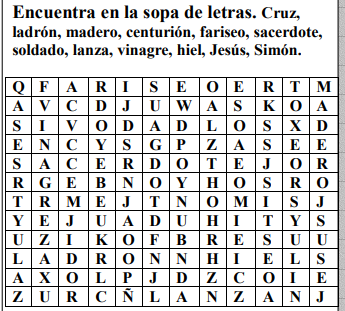 Encuentra en la sopa de letras. Cruz,
ladrón, madero, centurión, fariseo, sacerdote,
soldado, lanza, vinagre, hiel, Jesús, Simón.
Q F A R I S E O E R T M
A V C D J U W A S K O A
S I V O D A D L O S X D
E N C Y S G P Z A S E E
S A C E R D O T E J O R
R G E B N O Y H O S R O
T R M E J T N O M I S J
Y E J U A D U H I T Y S
U Z I K O F B R E S U U
L A D R O N N H I E L S
A X O L P J D Z C O I E
Z U R C Ñ L A N Z A N J